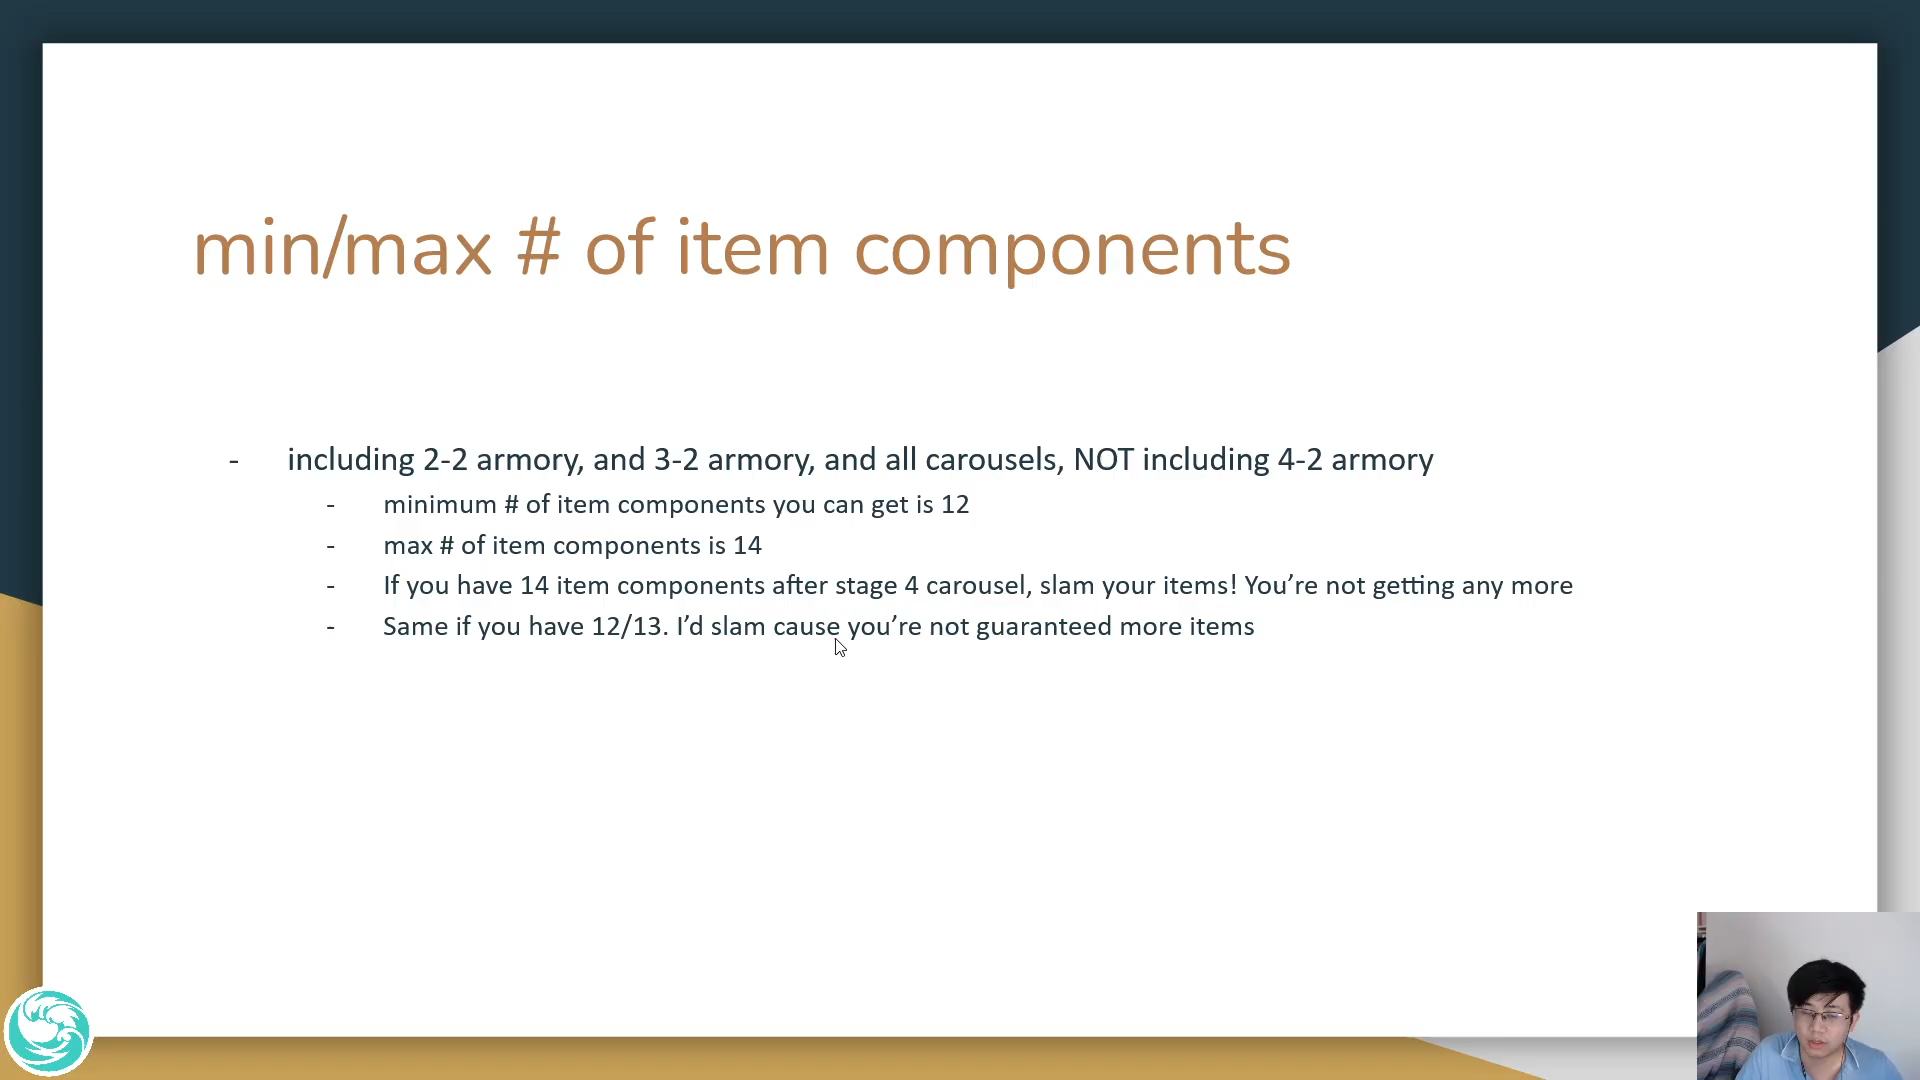 min/max # of item components
- including 2-2 armory, and 3-2 armory, and all carousels, NOT including 4-2 armory
- minimum # of item components you can get is 12
- max # of item components is 14
- If you have 14 item components after stage 4 carousel, slam your items! You’re not getting any more
- Same if you have 12/13. I’d slam cause you’re not guaranteed more items